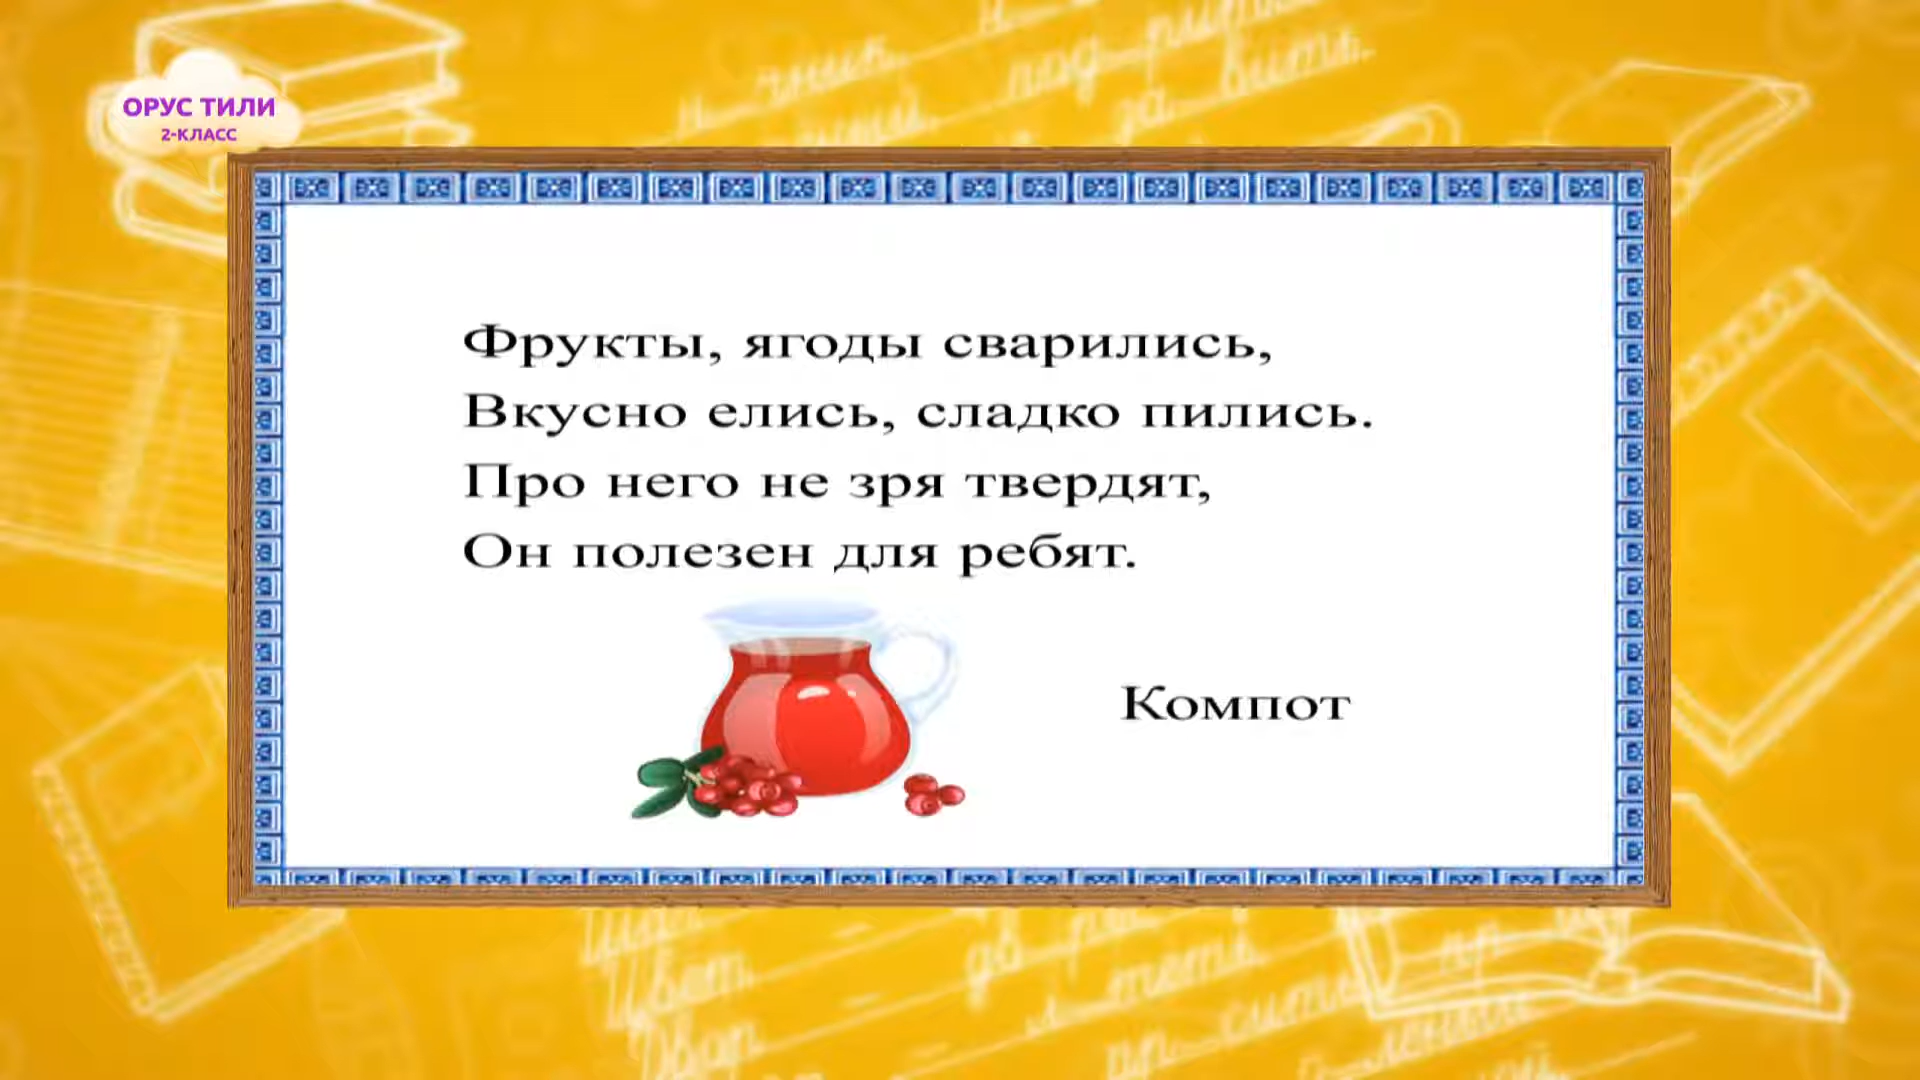 ОРУС ТИЛИ
2-КЛАСС
Фрукты, ягоды сварились,
Вкусно елись, сладко пились.
Про него не зря твердят,
Он полезен для ребят.
Компот